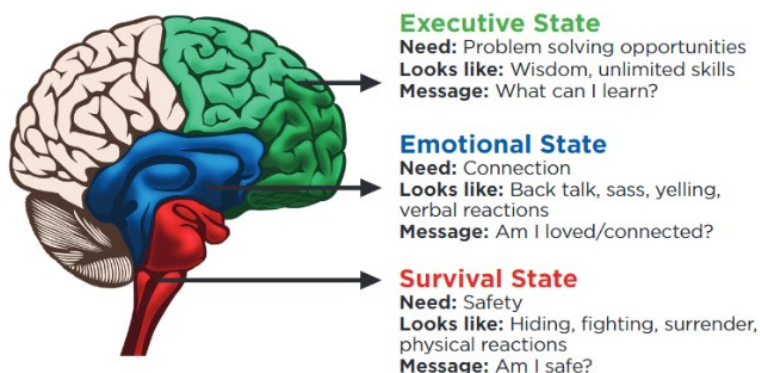 Executive State
Need: Problem solving opportunities
Looks like: Wisdom, unlimited skills
Message: What can I learn?
Emotional State
Need: Connection
Looks like: Back talk, sass, yelling,
verbal reactions
Message: Am I loved/connected?
Survival State
Need: Safety
Looks like: Hiding, fighting, surrender,
physical reactions
Message: Am I safe?